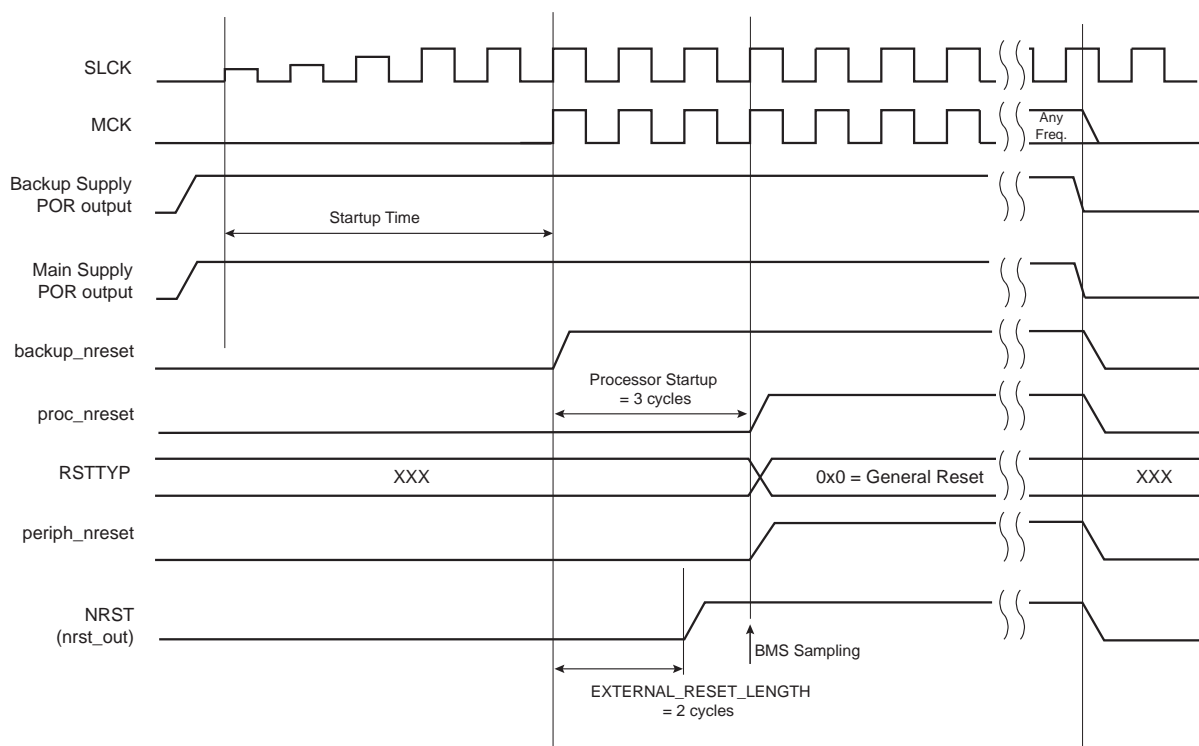 SLCK
MCK
Any
Freq.
Backup Supply
POR output
Startup Time
Main Supply
POR output
backup_nreset
Processor Startup
= 3 cycles
proc_nreset
RSTTYP
XXX
0x0 = General Reset
XXX
periph_nreset
NRST
(nrst_out)
BMS Sampling
EXTERNAL_RESET_LENGTH
= 2 cycles